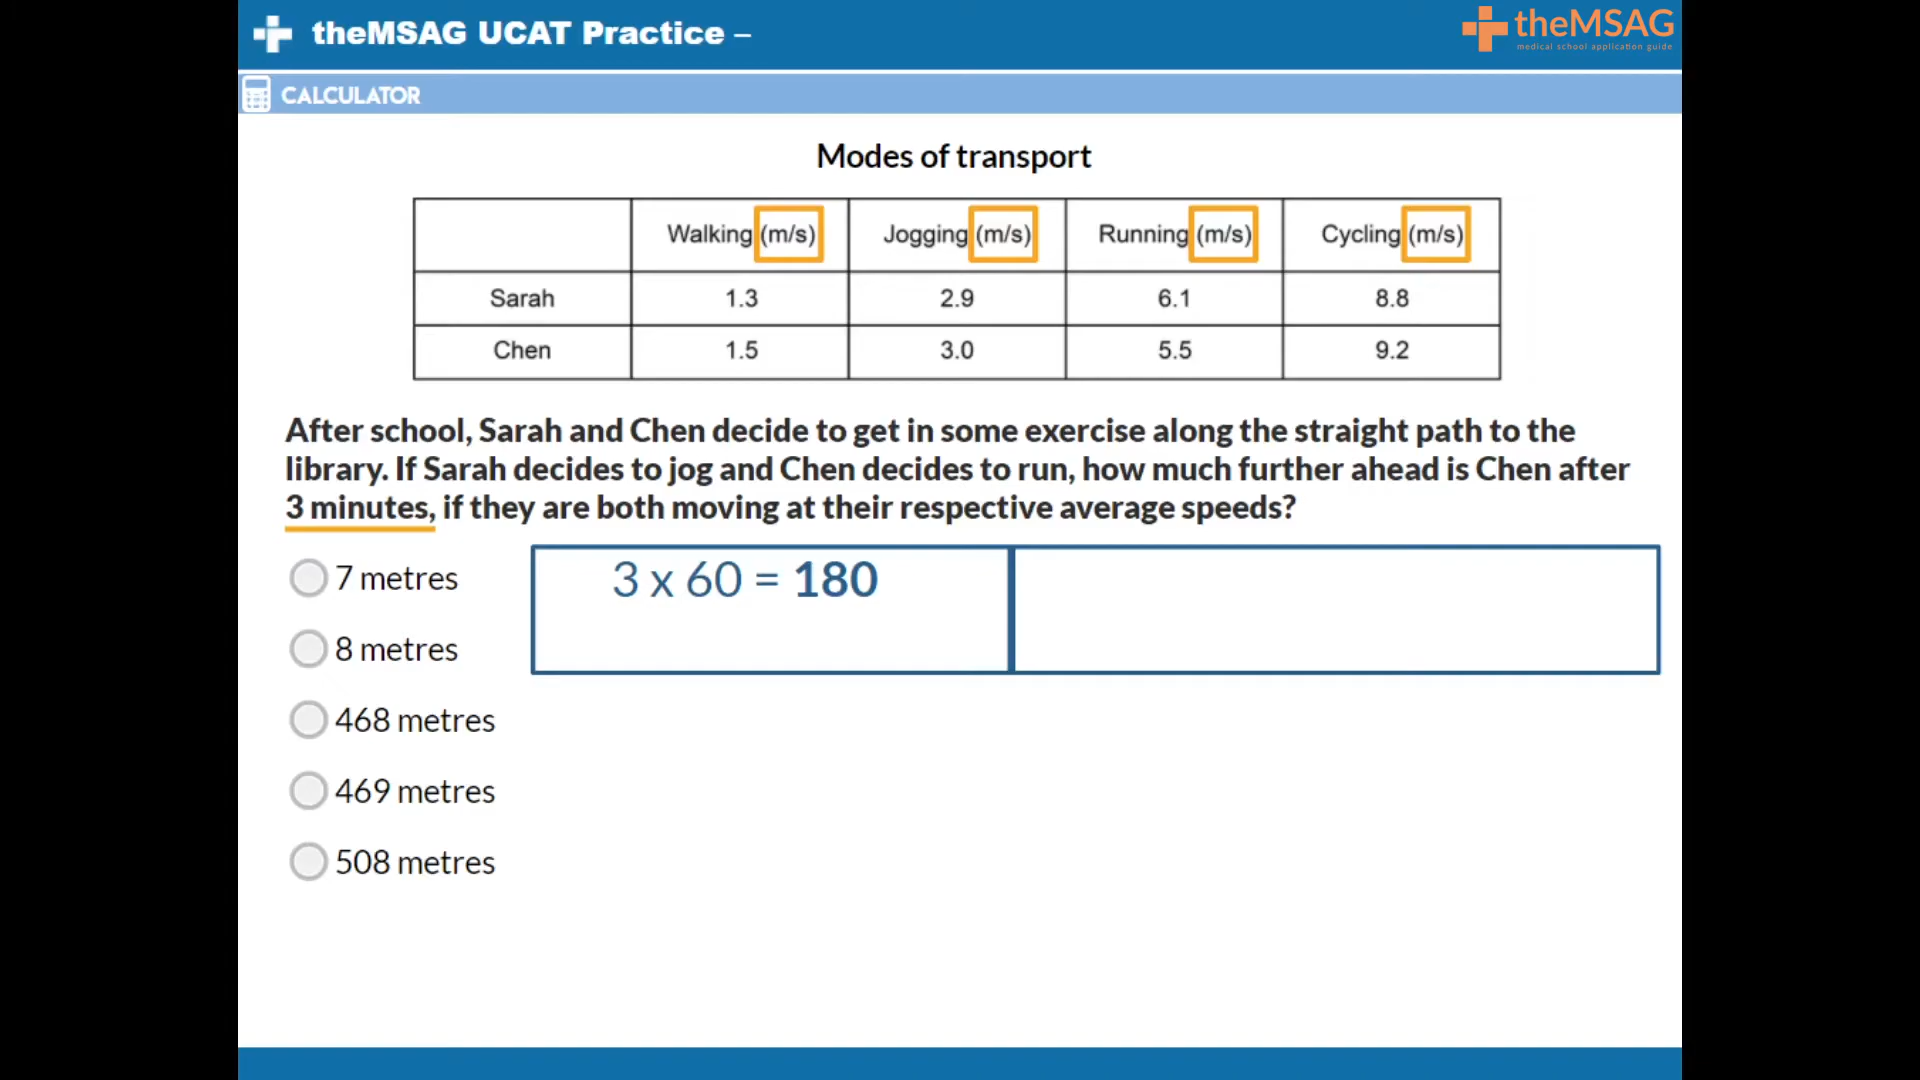 theMSAG UCAT Practice –
theMSAG
medical school application guide
CALCULATOR
Modes of transport
Walking (m/s) Jogging (m/s) Running (m/s) Cycling (m/s)
Sarah 1.3 2.9 6.1 8.8
Chen 1.5 3.0 5.5 9.2
After school, Sarah and Chen decide to get in some exercise along the straight path to the
library. If Sarah decides to jog and Chen decides to run, how much further ahead is Chen after
3 minutes, if they are both moving at their respective average speeds?
7 metres
3 x 60 = 180
8 metres
468 metres
469 metres
508 metres